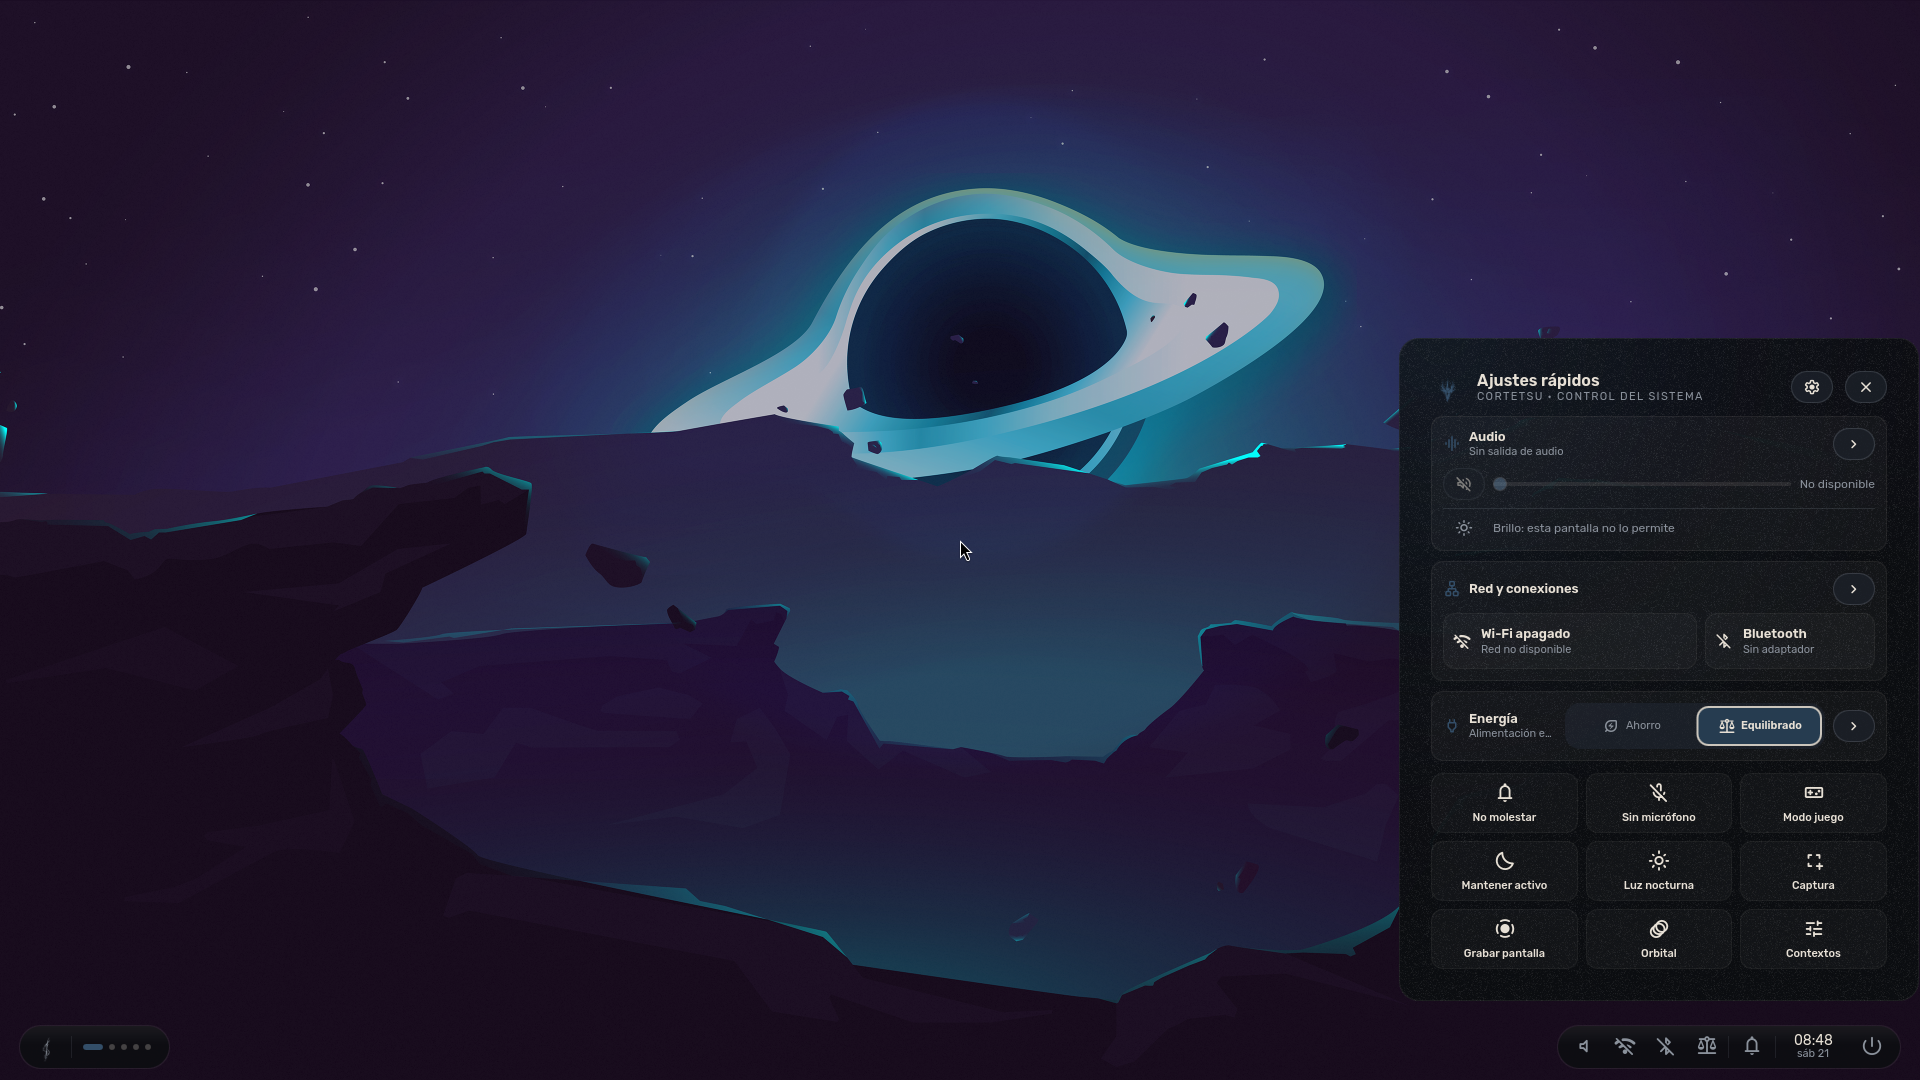 Ajustes rápidos
CORTETSU • CONTROL DEL SISTEMA
Audio
Sin salida de audio
No disponible
Brillo: esta pantalla no lo permite
Red y conexiones
Wi-Fi apagado
Red no disponible
Bluetooth
Sin adaptador
Energía
Alimentación e...
Ahorro
Equilibrado
No molestar
Sin micrófono
Modo juego
Mantener activo
Luz nocturna
Captura
Grabar pantalla
Orbital
Contextos
08:48
sáb 21